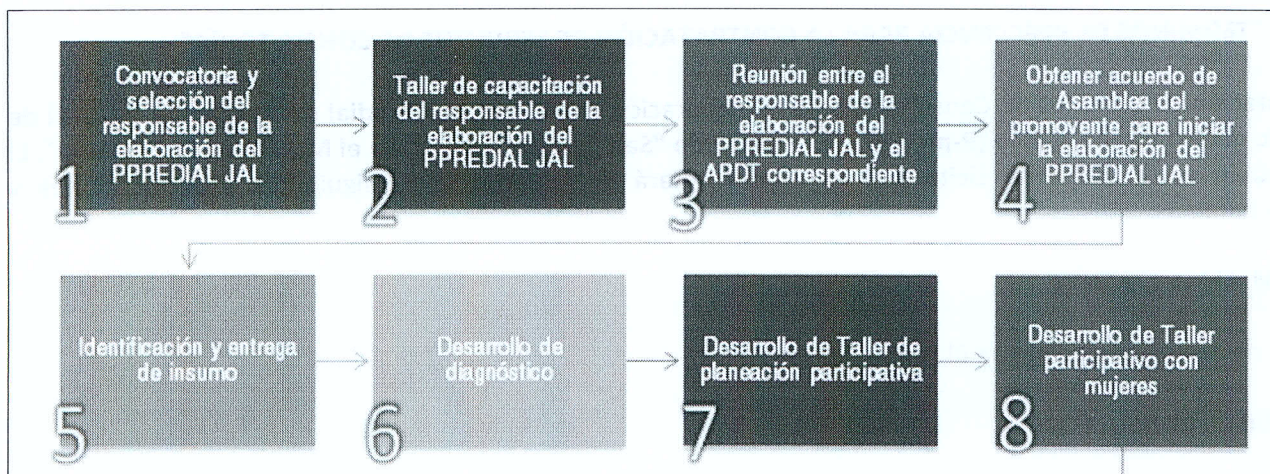 Convocatoria y
selección del
responsable de la
elaboración del
PPREDIAL JAL
1
Taller de capacitación
del responsable de la
elaboración del
PPREDIAL JAL
2
Reunión entre el
responsable de la
elaboración del
PPREDIAL JAL y el
APDT correspondiente
3
Obtener acuerdo de
Asamblea del
promovente para iniciar
la elaboración del
PPREDIAL JAL
4
Identificación y entrega
de insumo
5
Desarrollo de
diagnóstico
6
Desarrollo de Taller de
planeación participativa
7
Desarrollo de Taller
participativo con
mujeres
8